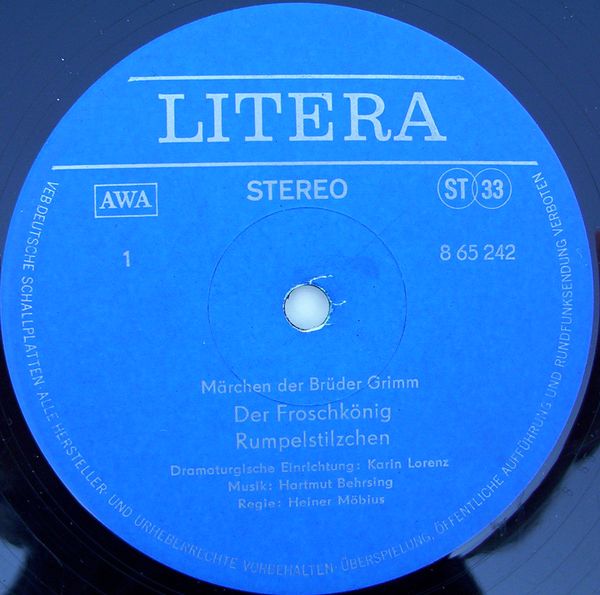 LITERA
AWA
STEREO
ST 33
1
8 65 242
Märchen der Brüder Grimm
Der Froschkönig
Rumpelstilzchen
Dramaturgische Einrichtung: Karin Lorenz
Musik: Hartmut Behrsing
Regie: Heiner Möbius
VEB DEUTSCHE SCHALLPLATTEN · ALLE HERSTELLER- UND URHEBERRECHTE VORBEHALTEN · ÜBERSPIELUNG, ÖFFENTLICHE AUFFÜHRUNG UND RUNDFUNKSENDUNG VERBOTEN